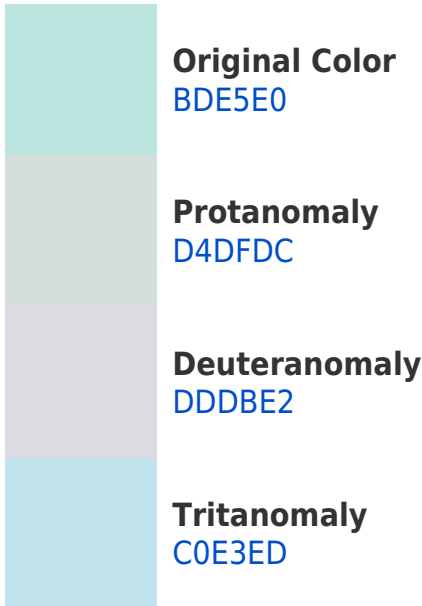 Original Color
BDE5E0
Protanomaly
D4DFDC
Deuteranomaly
DDDBE2
Tritanomaly
C0E3ED